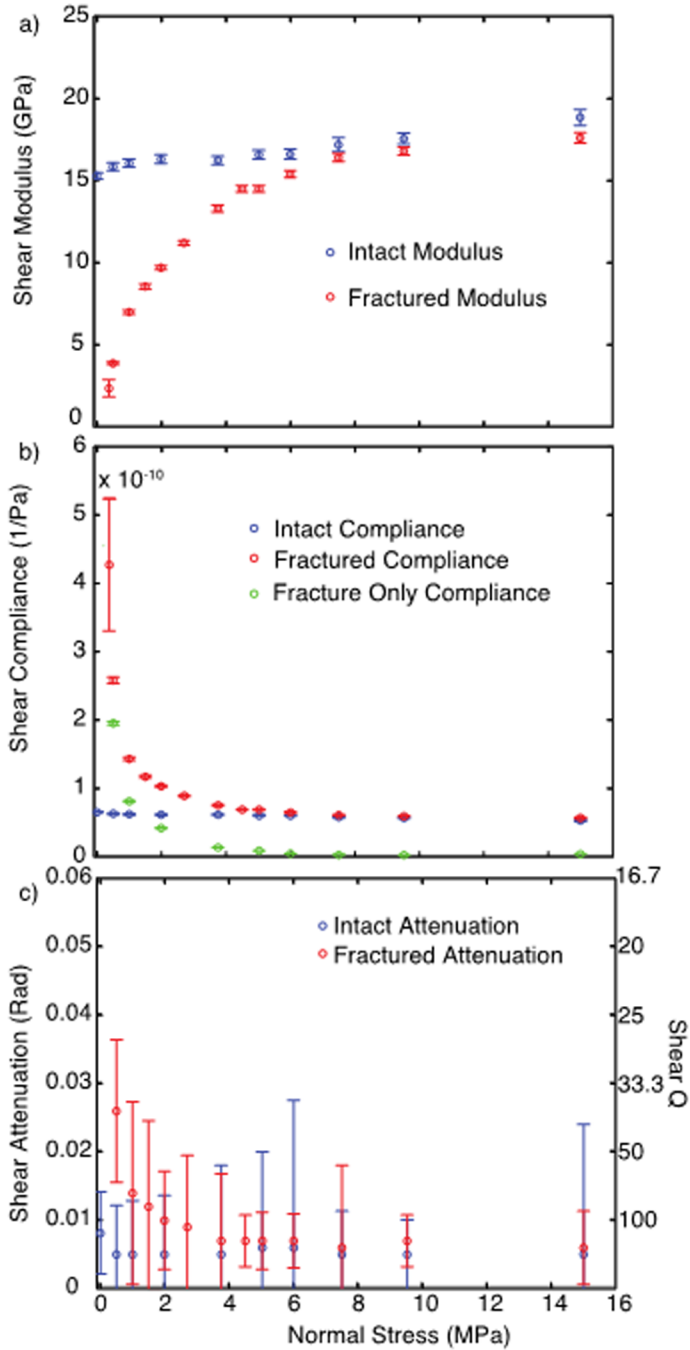 a)
25
20
15
10
5
0
Shear Modulus (GPa)
Intact Modulus
Fractured Modulus
b)
6
x 10-10
5
4
3
2
1
0
Shear Compliance (1/Pa)
Intact Compliance
Fractured Compliance
Fracture Only Compliance
c)
0.06
0.05
0.04
0.03
0.02
0.01
0
Shear Attenuation (Rad)
Intact Attenuation
Fractured Attenuation
16.7
20
25
33.3
50
100
Shear Q
0 2 4 6 8 10 12 14 16
Normal Stress (MPa)